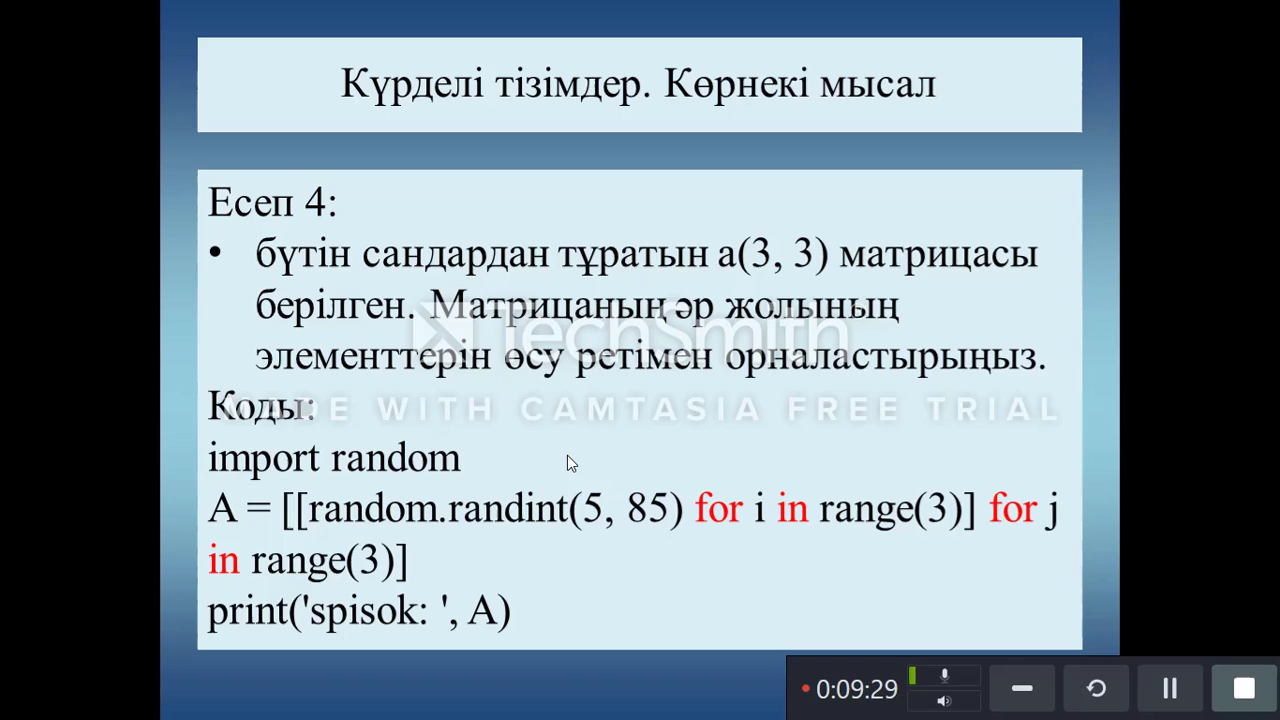 Күрделі тізімдер. Көрнекі мысал
Есеп 4:
• бүтін сандардан тұратын a(3, 3) матрицасы
берілген. Матрицаның әр жолының
элементтерін өсу ретімен орналастырыңыз.
TechSmith
Коды:
MADE WITH CAMTASIA FREE TRIAL
import random
A = [[random.randint(5, 85) for i in range(3)] for j
in range(3)]
print('spisok: ', A)
0:09:29